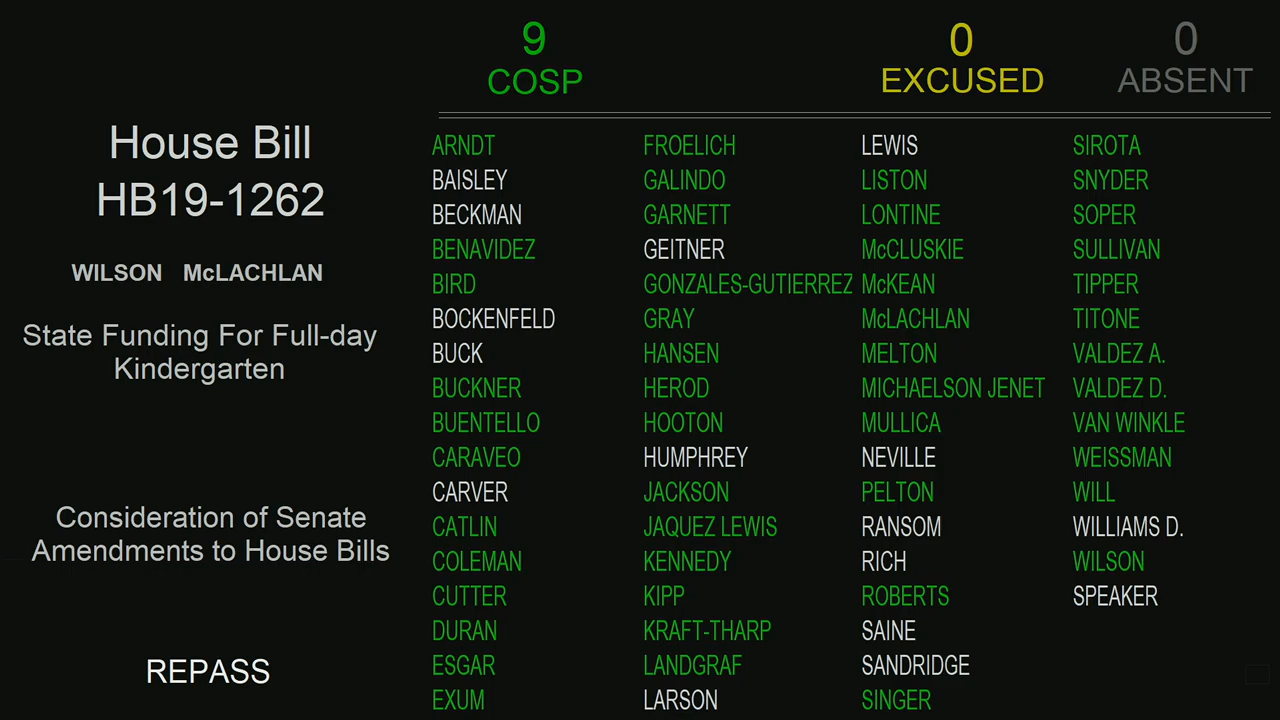 9
COSP
0
EXCUSED
0
ABSENT
House Bill
HB19-1262
WILSON McLACHLAN
State Funding For Full-day
Kindergarten
Consideration of Senate
Amendments to House Bills
REPASS
ARNDT
BAISLEY
BECKMAN
BENAVIDEZ
BIRD
BOCKENFELD
BUCK
BUCKNER
BUENTELLO
CARAVEO
CARVER
CATLIN
COLEMAN
CUTTER
DURAN
ESGAR
EXUM
FROELICH
GALINDO
GARNETT
GEITNER
GONZALES-GUTIERREZ
GRAY
HANSEN
HEROD
HOOTON
HUMPHREY
JACKSON
JAQUEZ LEWIS
KENNEDY
KIPP
KRAFT-THARP
LANDGRAF
LARSON
LEWIS
LISTON
LONTINE
McCLUSKIE
McKEAN
McLACHLAN
MELTON
MICHAELSON JENET
MULLICA
NEVILLE
PELTON
RANSOM
RICH
ROBERTS
SAINE
SANDRIDGE
SINGER
SIROTA
SNYDER
SOPER
SULLIVAN
TIPPER
TITONE
VALDEZ A.
VALDEZ D.
VAN WINKLE
WEISSMAN
WILL
WILLIAMS D.
WILSON
SPEAKER